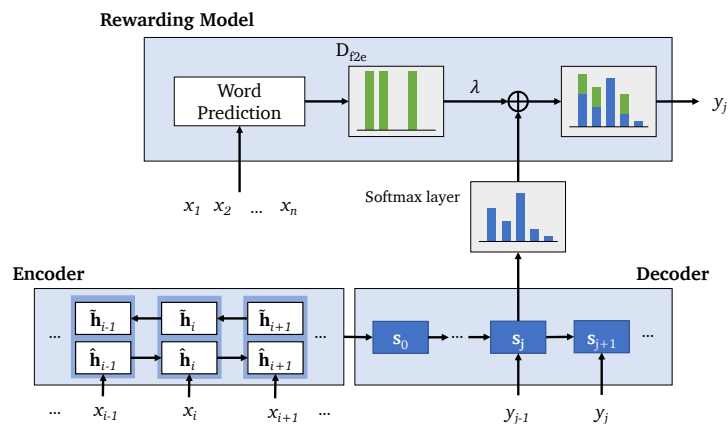 Rewarding Model
D_f2e
Word
Prediction
λ
y_j
x_1 x_2 ... x_n
Softmax layer
Encoder
Decoder
... h̃_i-1 h̃_i h̃_i+1 ...
ĥ_i-1 ĥ_i ĥ_i+1
s_0 ... s_j s_j+1 ...
... x_i-1 x_i x_i+1 ...
y_j-1 y_j